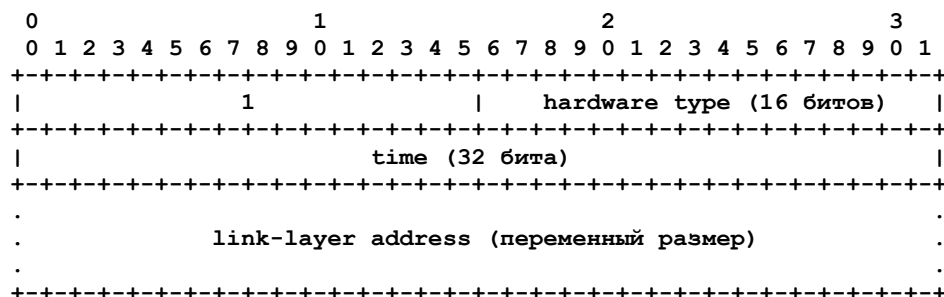 0                   1                   2                   3
 0 1 2 3 4 5 6 7 8 9 0 1 2 3 4 5 6 7 8 9 0 1 2 3 4 5 6 7 8 9 0 1
+-+-+-+-+-+-+-+-+-+-+-+-+-+-+-+-+-+-+-+-+-+-+-+-+-+-+-+-+-+-+-+-+
|               1               |    hardware type (16 битов)   |
+-+-+-+-+-+-+-+-+-+-+-+-+-+-+-+-+-+-+-+-+-+-+-+-+-+-+-+-+-+-+-+-+
|                        time (32 бита)                         |
+-+-+-+-+-+-+-+-+-+-+-+-+-+-+-+-+-+-+-+-+-+-+-+-+-+-+-+-+-+-+-+-+
.                                                               .
.             link-layer address (переменный размер)            .
.                                                               .
+-+-+-+-+-+-+-+-+-+-+-+-+-+-+-+-+-+-+-+-+-+-+-+-+-+-+-+-+-+-+-+-+